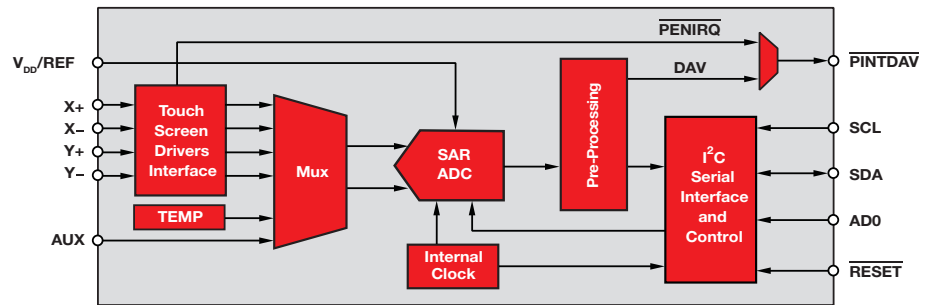 PENIRQ
V_DD/REF
PINTDAV
DAV
X+
Touch
Screen
Drivers
Interface
X−
Y+
Y−
Mux
SAR
ADC
Pre-Processing
I²C
Serial
Interface
and
Control
SCL
SDA
AD0
RESET
TEMP
AUX
Internal
Clock